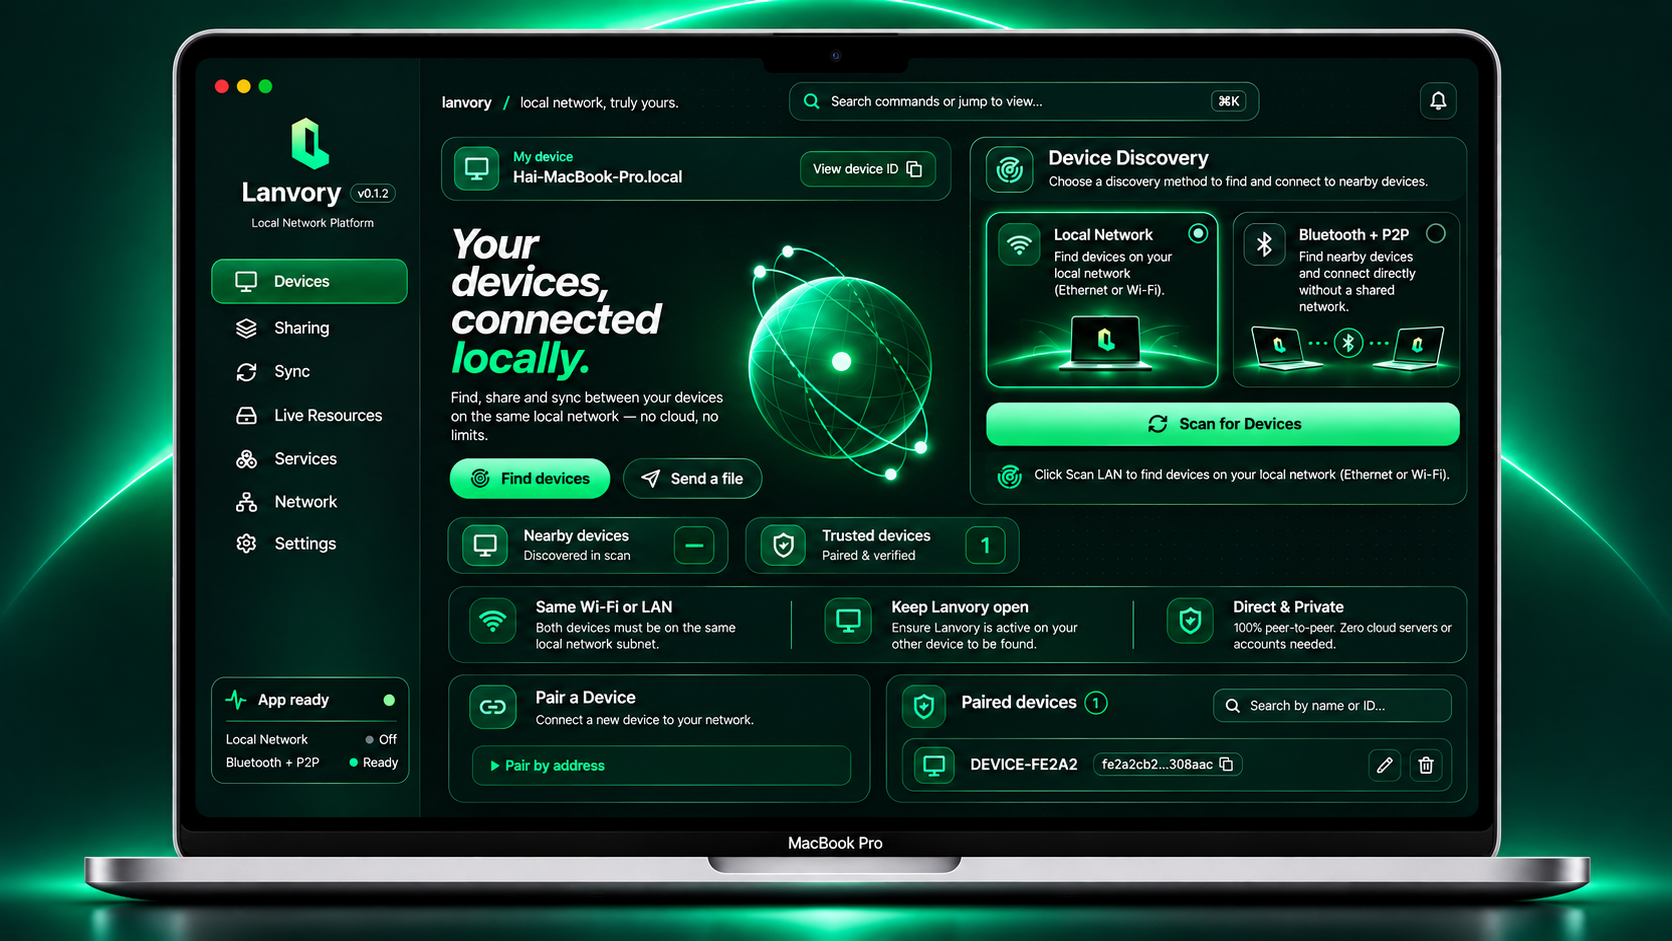 lanvory / local network, truly yours.
Search commands or jump to view...
⌘K
Lanvory v0.1.2
Local Network Platform
Devices
Sharing
Sync
Live Resources
Services
Network
Settings
App ready
Local Network Off
Bluetooth + P2P Ready
My device
Hai-MacBook-Pro.local
View device ID
Your
devices,
connected
locally.
Find, share and sync between your devices
on the same local network — no cloud, no
limits.
Find devices
Send a file
Device Discovery
Choose a discovery method to find and connect to nearby devices.
Local Network
Find devices on your
local network
(Ethernet or Wi-Fi).
Bluetooth + P2P
Find nearby devices
and connect directly
without a shared
network.
Scan for Devices
Click Scan LAN to find devices on your local network (Ethernet or Wi-Fi).
Nearby devices
Discovered in scan
—
Trusted devices
Paired & verified
1
Same Wi-Fi or LAN
Both devices must be on the same
local network subnet.
Keep Lanvory open
Ensure Lanvory is active on your
other device to be found.
Direct & Private
100% peer-to-peer. Zero cloud servers or
accounts needed.
Pair a Device
Connect a new device to your network.
Pair by address
Paired devices 1
Search by name or ID...
DEVICE-FE2A2
fe2a2cb2...308aac
MacBook Pro